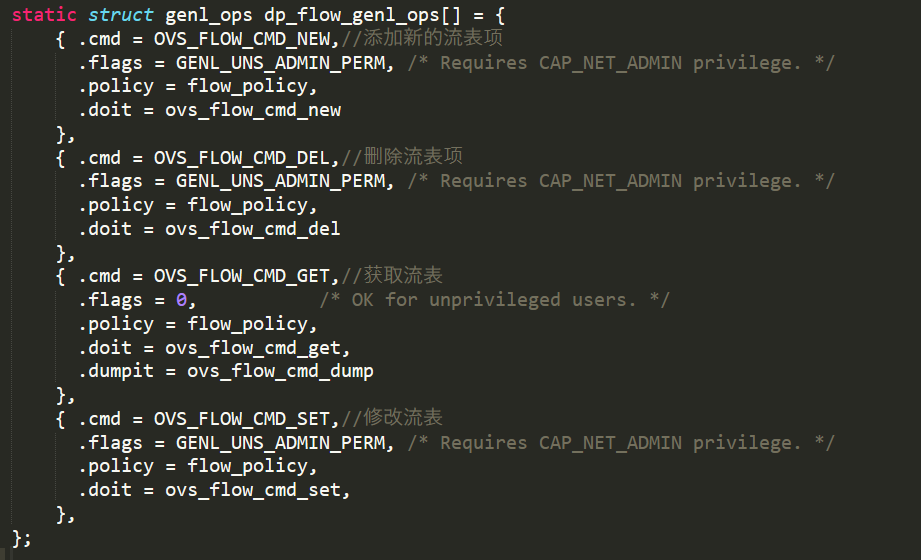 static struct genl_ops dp_flow_genl_ops[] = {
    { .cmd = OVS_FLOW_CMD_NEW,//添加新的流表项
      .flags = GENL_UNS_ADMIN_PERM, /* Requires CAP_NET_ADMIN privilege. */
      .policy = flow_policy,
      .doit = ovs_flow_cmd_new
    },
    { .cmd = OVS_FLOW_CMD_DEL,//删除流表项
      .flags = GENL_UNS_ADMIN_PERM, /* Requires CAP_NET_ADMIN privilege. */
      .policy = flow_policy,
      .doit = ovs_flow_cmd_del
    },
    { .cmd = OVS_FLOW_CMD_GET,//获取流表
      .flags = 0,           /* OK for unprivileged users. */
      .policy = flow_policy,
      .doit = ovs_flow_cmd_get,
      .dumpit = ovs_flow_cmd_dump
    },
    { .cmd = OVS_FLOW_CMD_SET,//修改流表
      .flags = GENL_UNS_ADMIN_PERM, /* Requires CAP_NET_ADMIN privilege. */
      .policy = flow_policy,
      .doit = ovs_flow_cmd_set,
    },
};